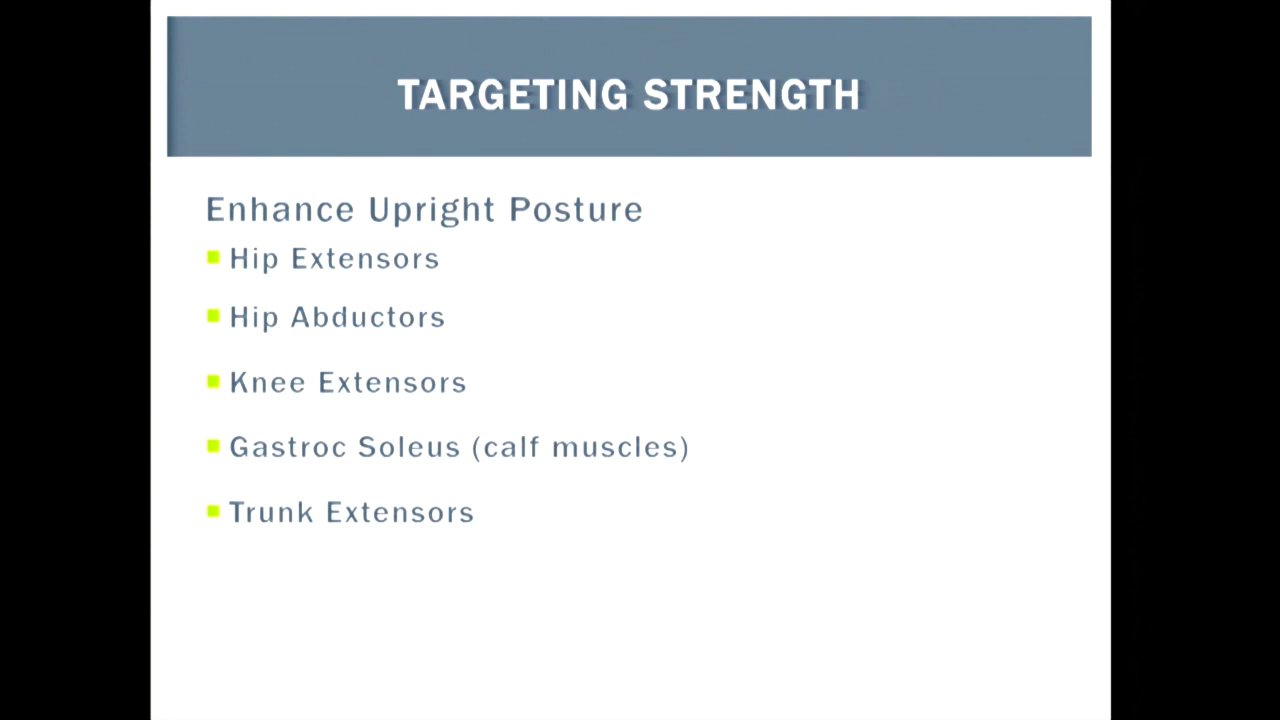 TARGETING STRENGTH
Enhance Upright Posture
Hip Extensors
Hip Abductors
Knee Extensors
Gastroc Soleus (calf muscles)
Trunk Extensors